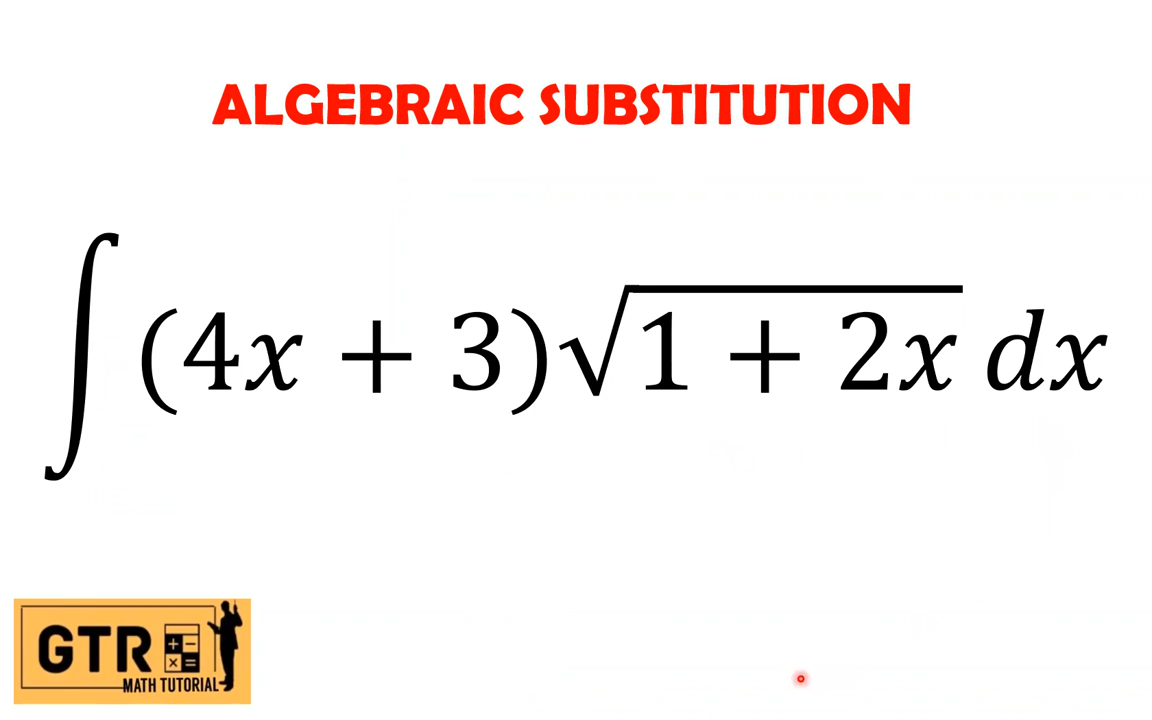 ALGEBRAIC SUBSTITUTION
∫(4x + 3)√(1 + 2x) dx
GTR
+ −
× =
MATH TUTORIAL